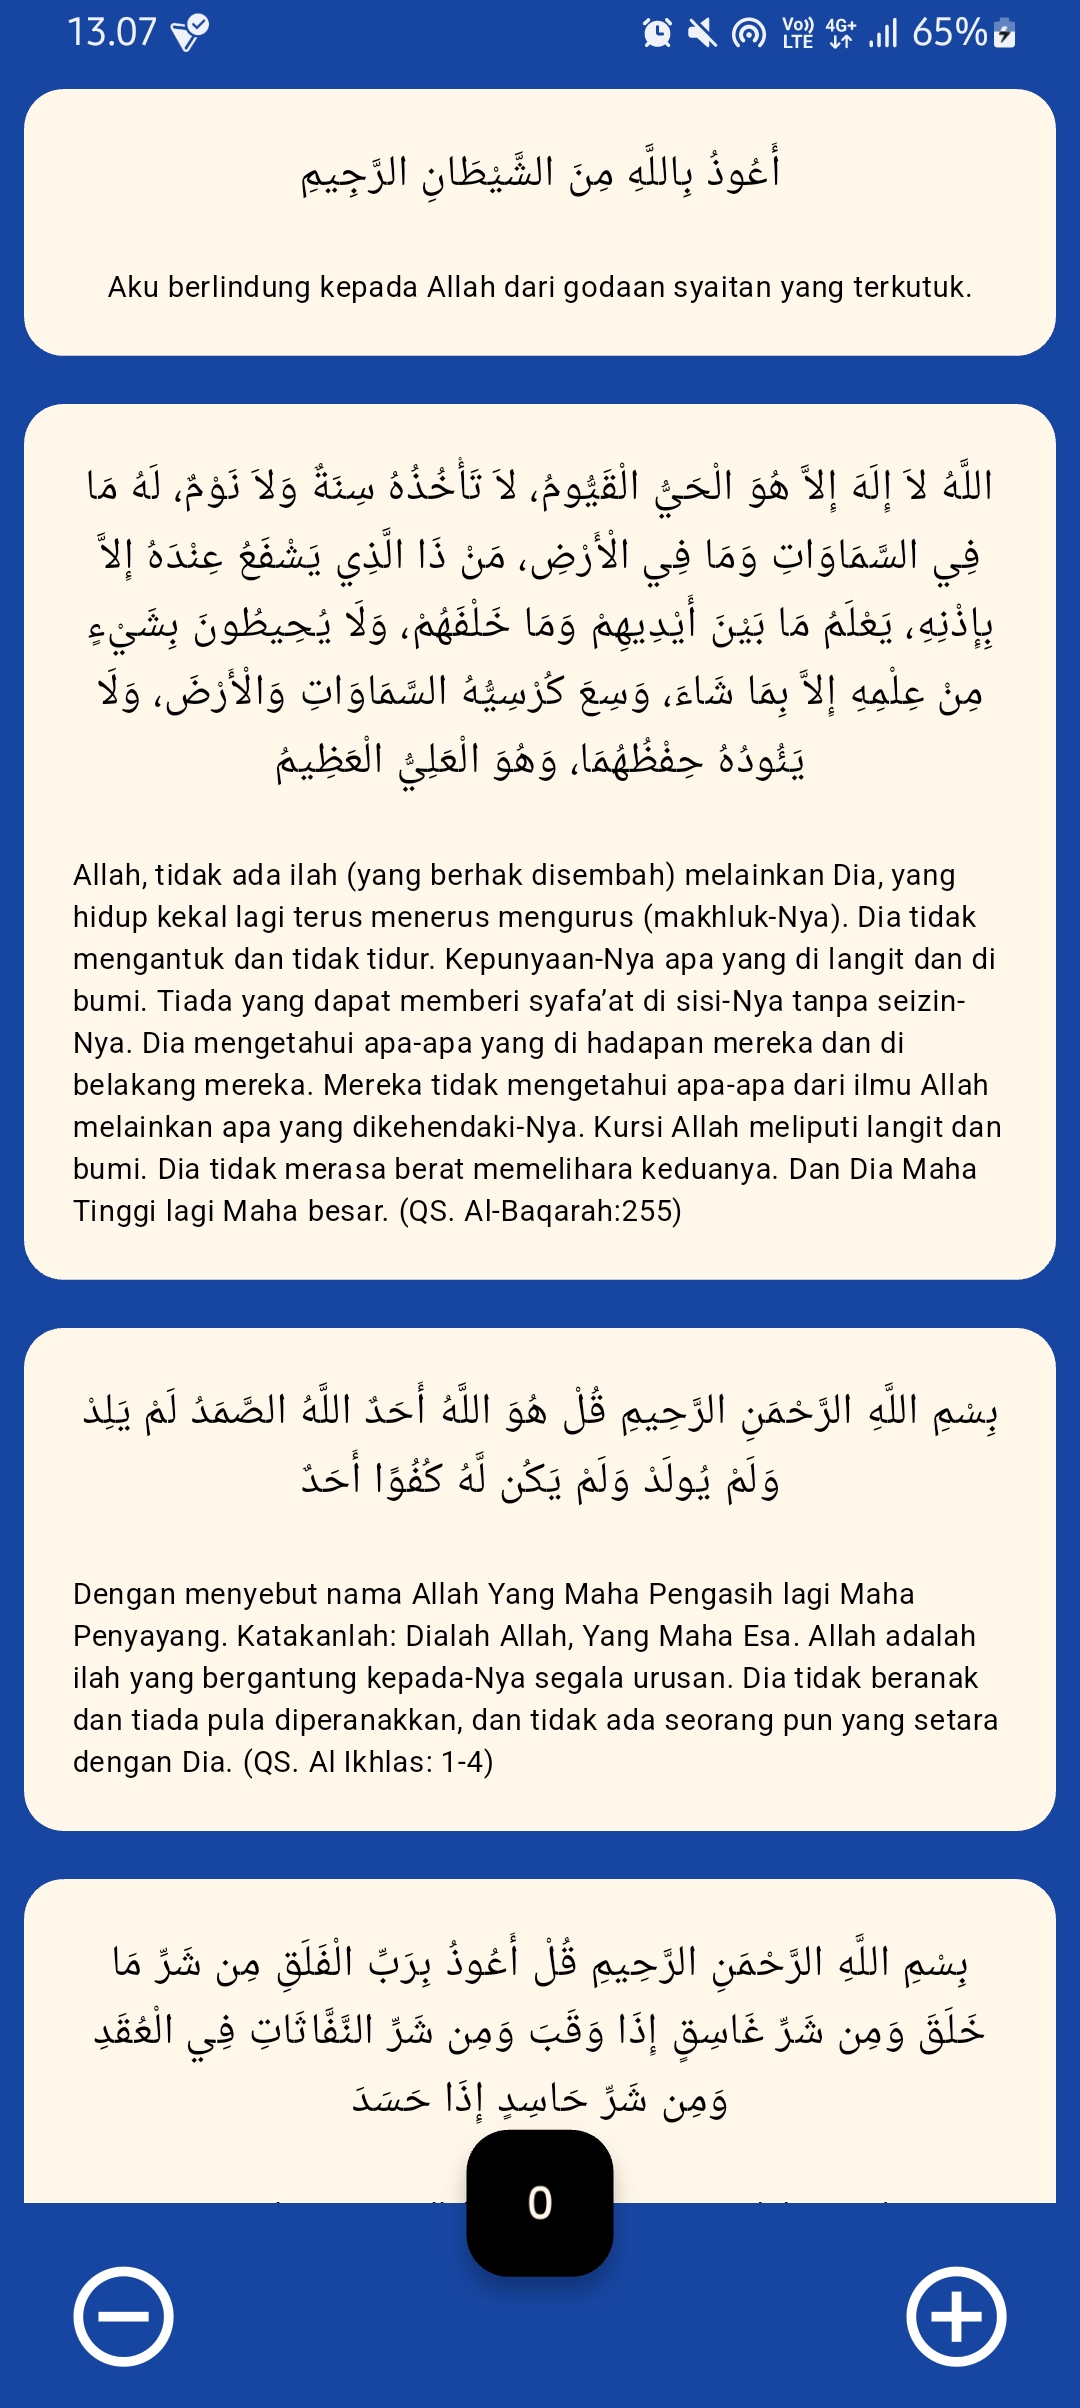 13.07
Vo)) LTE 4G+ 65%
أَعُوذُ بِاللَّهِ مِنَ الشَّيْطَانِ الرَّجِيمِ
Aku berlindung kepada Allah dari godaan syaitan yang terkutuk.
اللَّهُ لاَ إِلَهَ إِلاَّ هُوَ الْحَيُّ الْقَيُّومُ، لاَ تَأْخُذُهُ سِنَةٌ وَلاَ نَوْمٌ، لَهُ مَا
فِي السَّمَاوَاتِ وَمَا فِي الْأَرْضِ، مَنْ ذَا الَّذِي يَشْفَعُ عِنْدَهُ إِلاَّ
بِإِذْنِهِ، يَعْلَمُ مَا بَيْنَ أَيْدِيهِمْ وَمَا خَلْفَهُمْ، وَلَا يُحِيطُونَ بِشَيْءٍ
مِنْ عِلْمِهِ إِلاَّ بِمَا شَاءَ، وَسِعَ كُرْسِيُّهُ السَّمَاوَاتِ وَالْأَرْضَ، وَلَا
يَئُودُهُ حِفْظُهُمَا، وَهُوَ الْعَلِيُّ الْعَظِيمُ
Allah, tidak ada ilah (yang berhak disembah) melainkan Dia, yang
hidup kekal lagi terus menerus mengurus (makhluk-Nya). Dia tidak
mengantuk dan tidak tidur. Kepunyaan-Nya apa yang di langit dan di
bumi. Tiada yang dapat memberi syafa’at di sisi-Nya tanpa seizin-
Nya. Dia mengetahui apa-apa yang di hadapan mereka dan di
belakang mereka. Mereka tidak mengetahui apa-apa dari ilmu Allah
melainkan apa yang dikehendaki-Nya. Kursi Allah meliputi langit dan
bumi. Dia tidak merasa berat memelihara keduanya. Dan Dia Maha
Tinggi lagi Maha besar. (QS. Al-Baqarah:255)
بِسْمِ اللَّهِ الرَّحْمَنِ الرَّحِيمِ قُلْ هُوَ اللَّهُ أَحَدٌ اللَّهُ الصَّمَدُ لَمْ يَلِدْ
وَلَمْ يُولَدْ وَلَمْ يَكُن لَّهُ كُفُوًا أَحَدٌ
Dengan menyebut nama Allah Yang Maha Pengasih lagi Maha
Penyayang. Katakanlah: Dialah Allah, Yang Maha Esa. Allah adalah
ilah yang bergantung kepada-Nya segala urusan. Dia tidak beranak
dan tiada pula diperanakkan, dan tidak ada seorang pun yang setara
dengan Dia. (QS. Al Ikhlas: 1-4)
بِسْمِ اللَّهِ الرَّحْمَنِ الرَّحِيمِ قُلْ أَعُوذُ بِرَبِّ الْفَلَقِ مِن شَرِّ مَا
خَلَقَ وَمِن شَرِّ غَاسِقٍ إِذَا وَقَبَ وَمِن شَرِّ النَّفَّاثَاتِ فِي الْعُقَدِ
وَمِن شَرِّ حَاسِدٍ إِذَا حَسَدَ
0